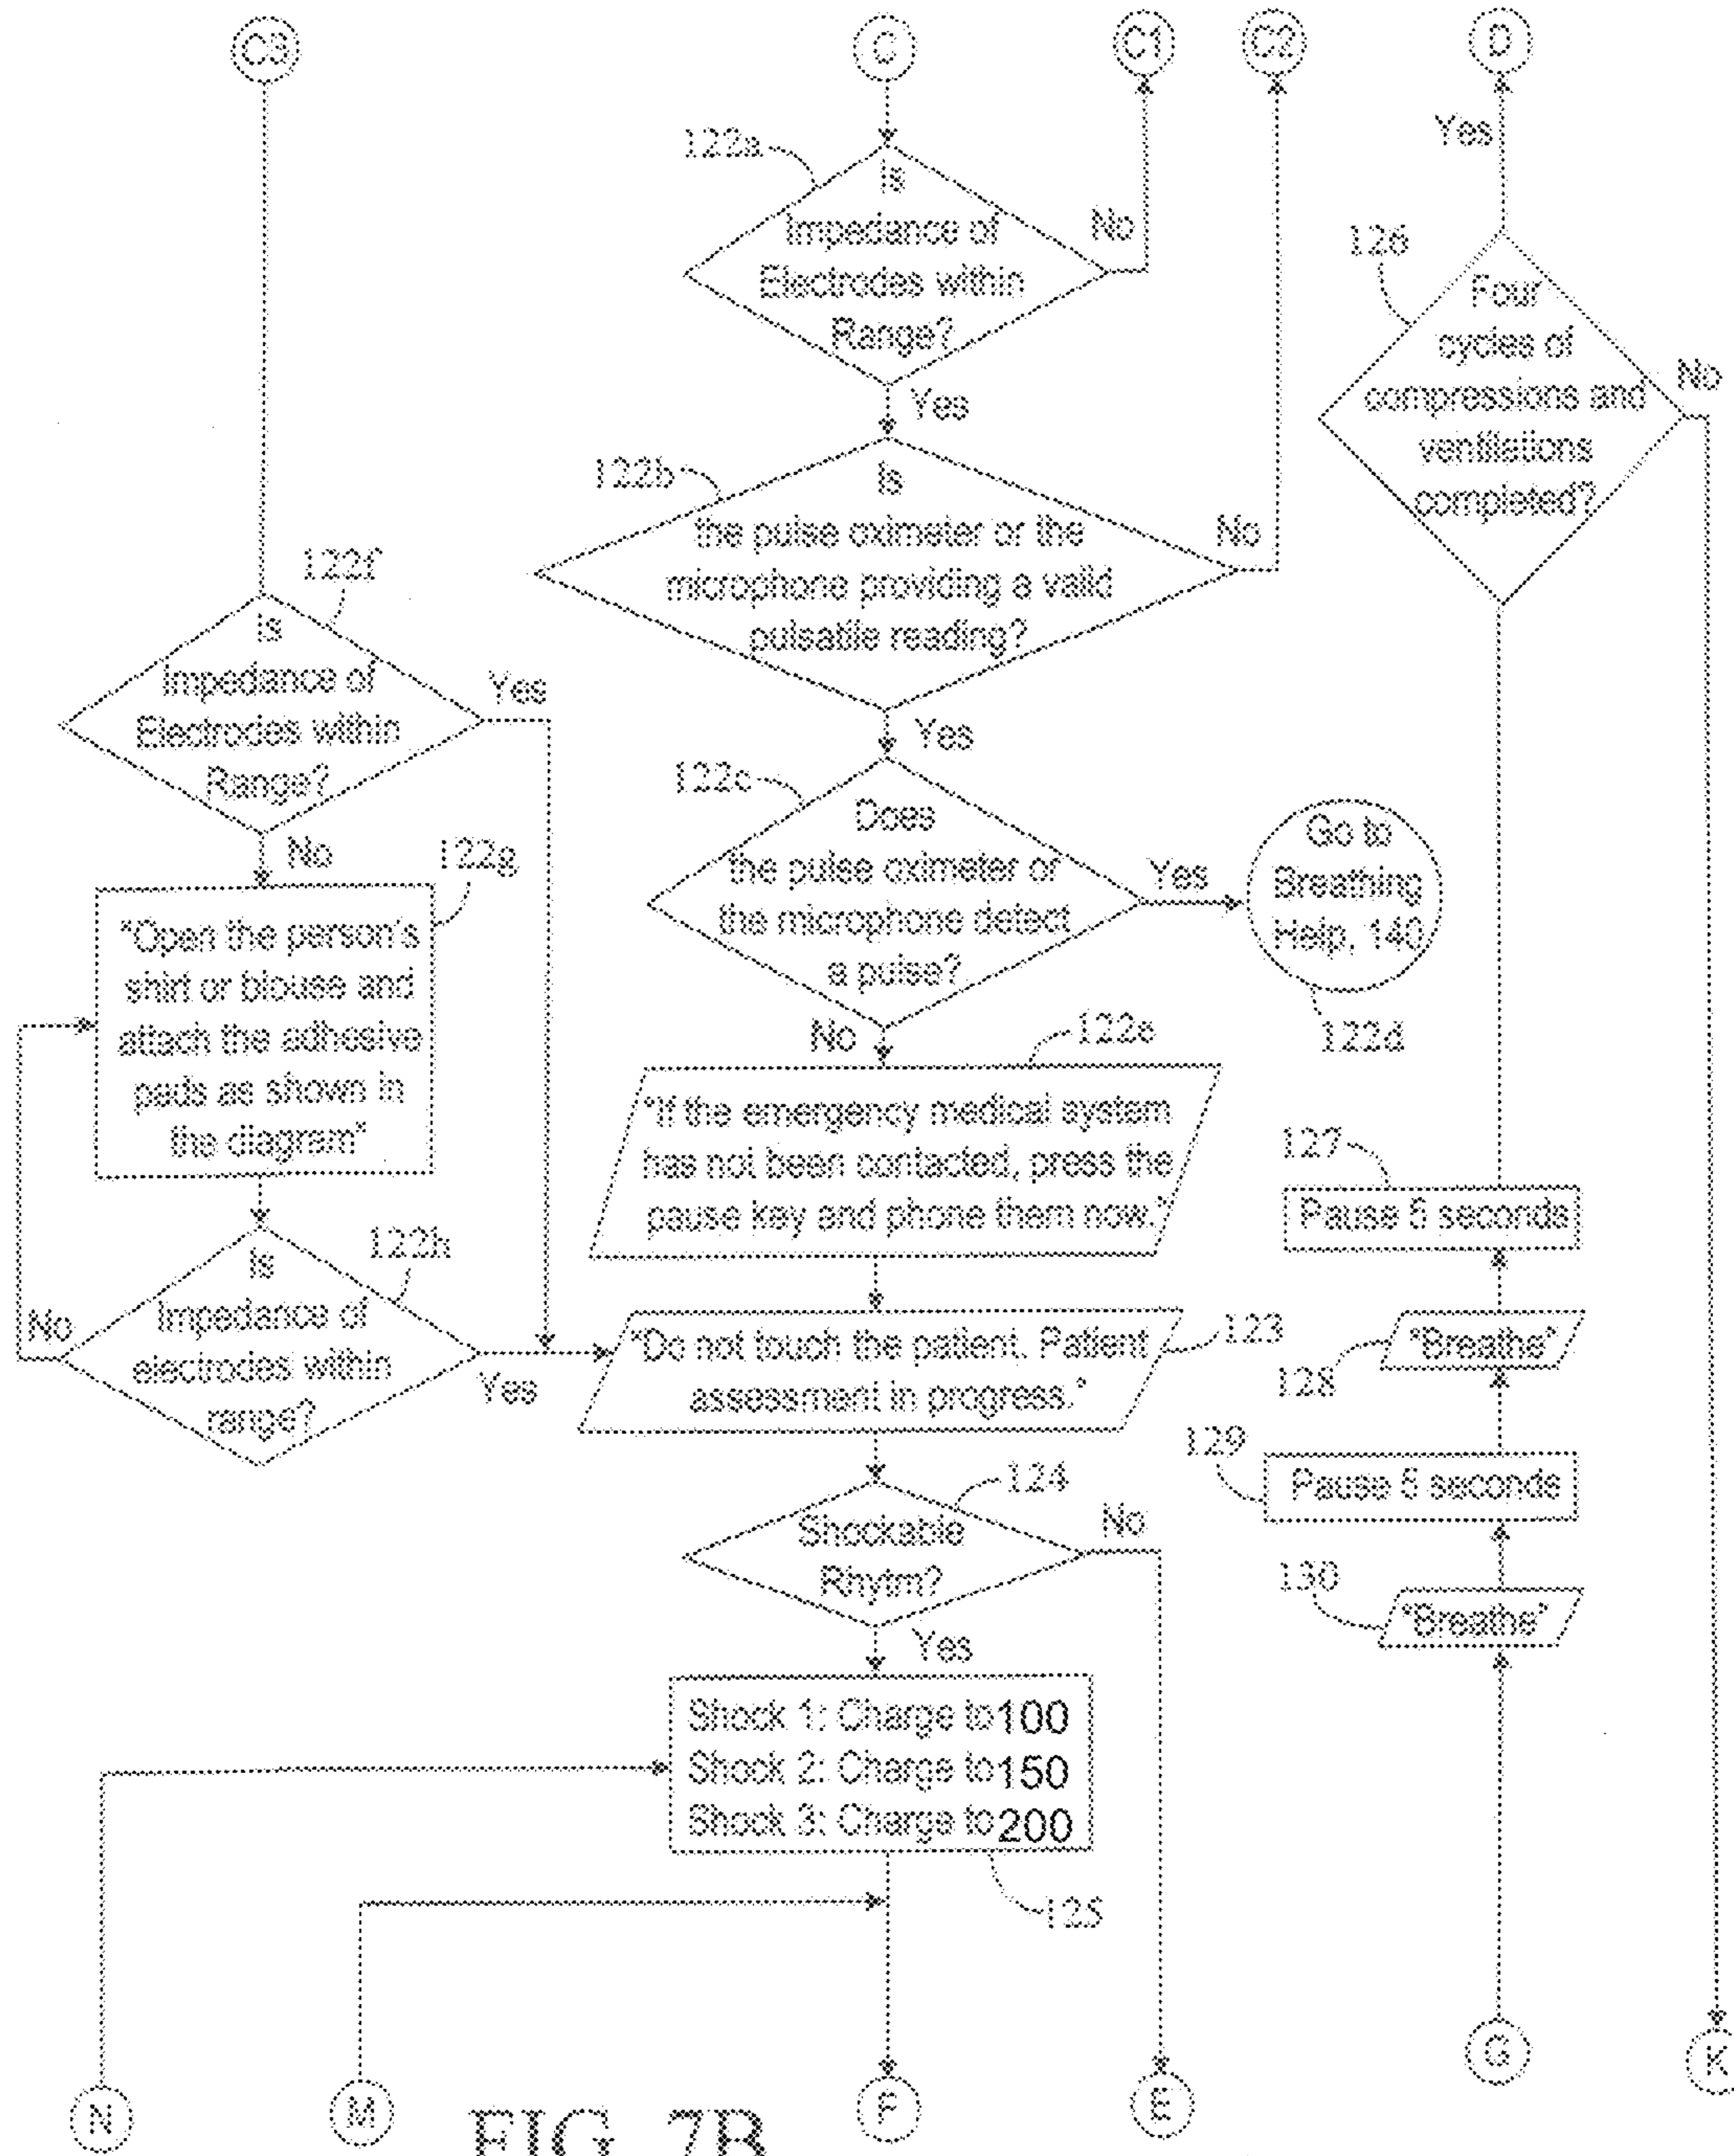 C3
C
C1
C2
D
Yes
122a
Is
Impedance of
Electrodes within
Range?
No
Yes
126
Four
cycles of
compressions and
ventilations
completed?
No
122b
Is
the pulse oximeter or the
microphone providing a valid
pulsatile reading?
No
Yes
122f
Is
Impedance of
Electrodes within
Range?
Yes
No
122c
Does
the pulse oximeter or
the microphone detect
a pulse?
Yes
No
Go to
Breathing
Help, 140
122d
122g
"Open the person's
shirt or blouse and
attach the adhesive
pads as shown in
the diagram"
122e
"If the emergency medical system
has not been contacted, press the
pause key and phone them now."
122h
Is
Impedance of
electrodes within
range?
No
Yes
"Do not touch the patient. Patient
assessment in progress."
123
127
Pause 5 seconds
"Breathe"
128
129
Pause 5 seconds
130
"Breathe"
124
Shockable
Rhytm?
No
Yes
Shock 1: Charge to 100
Shock 2: Charge to 150
Shock 3: Charge to 200
125
N
M
F
E
G
K
FIG. 7B